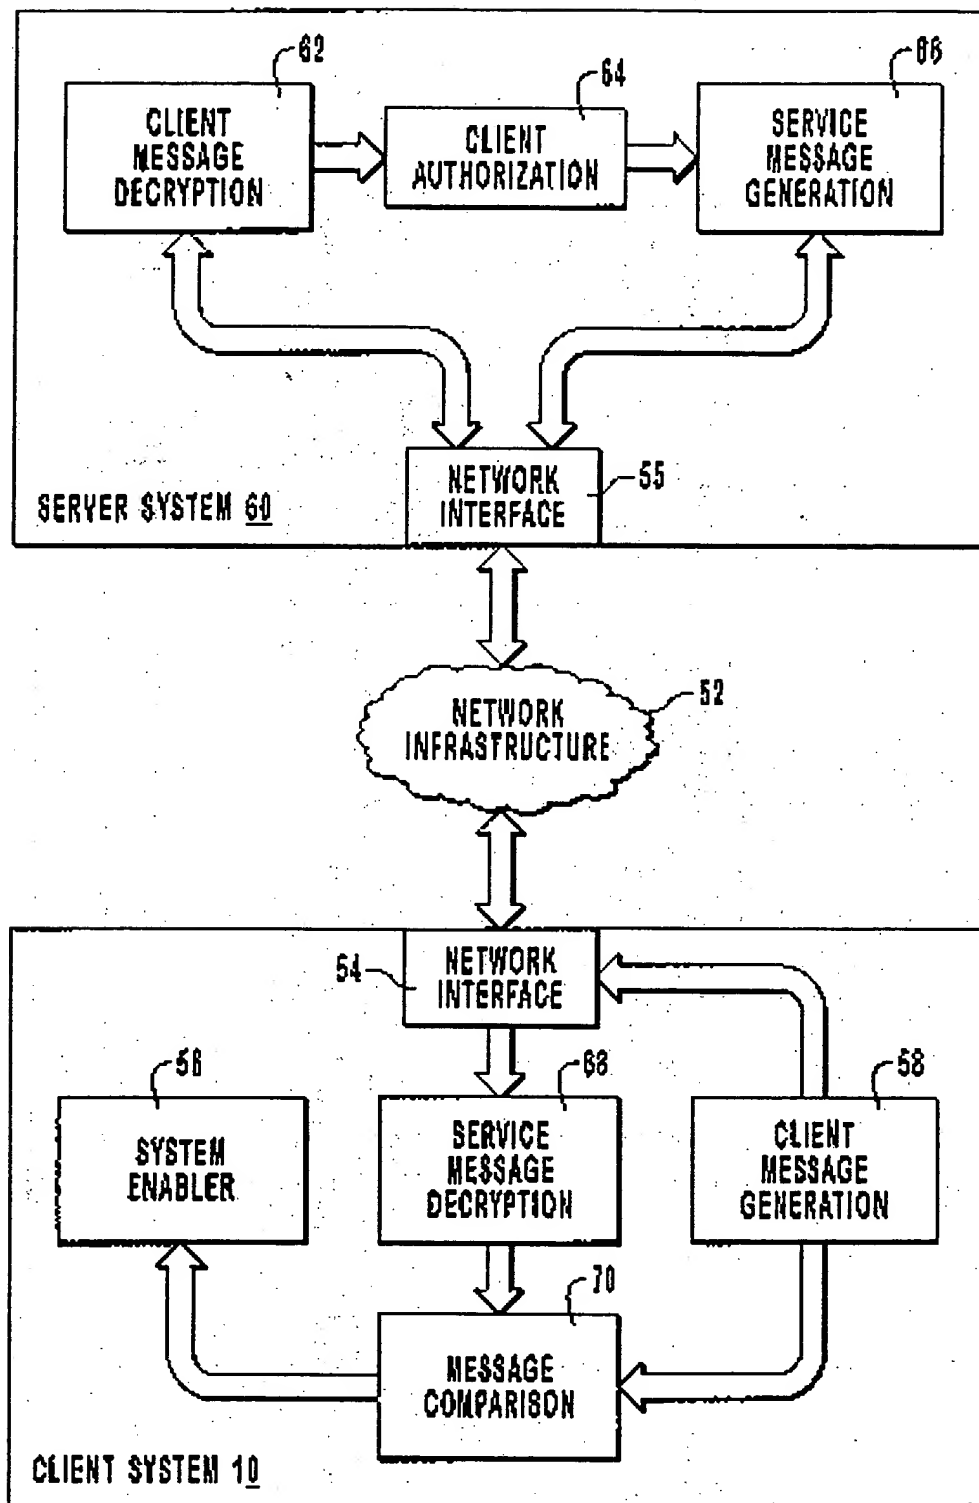 62
64
66
CLIENT
MESSAGE
DECRYPTION
CLIENT
AUTHORIZATION
SERVICE
MESSAGE
GENERATION
NETWORK
INTERFACE
55
SERVER SYSTEM 60
NETWORK
INFRASTRUCTURE
52
54
NETWORK
INTERFACE
56
68
58
SYSTEM
ENABLER
SERVICE
MESSAGE
DECRYPTION
CLIENT
MESSAGE
GENERATION
70
MESSAGE
COMPARISON
CLIENT SYSTEM 10